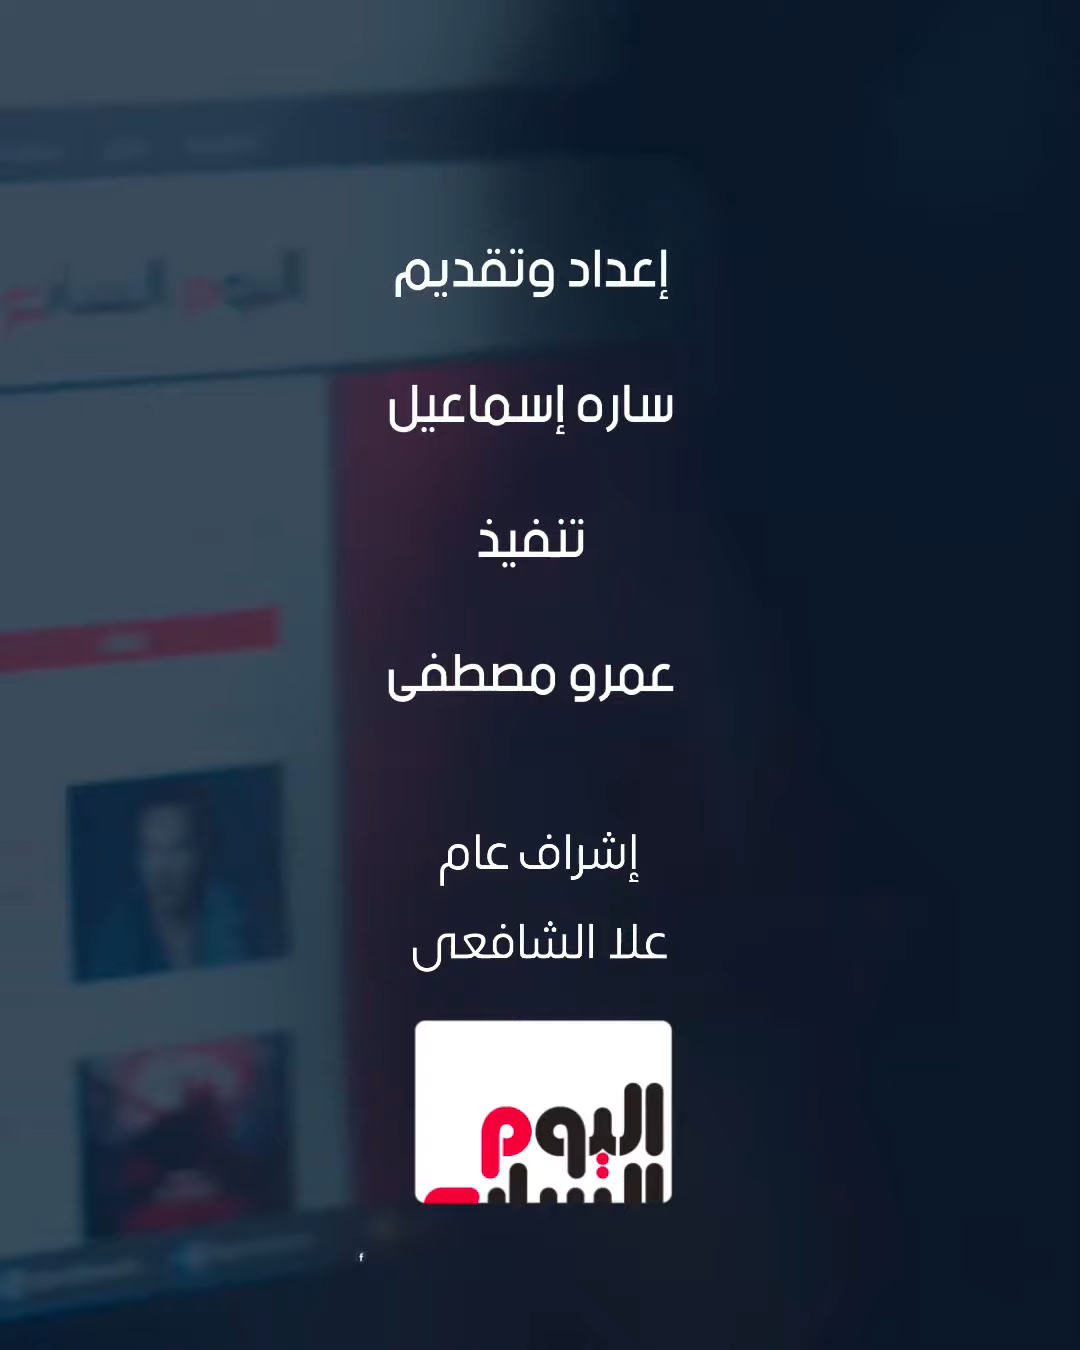 إعداد وتقديم
ساره إسماعيل
تنفيذ
عمرو مصطفى
إشراف عام
علا الشافعى
اليوم